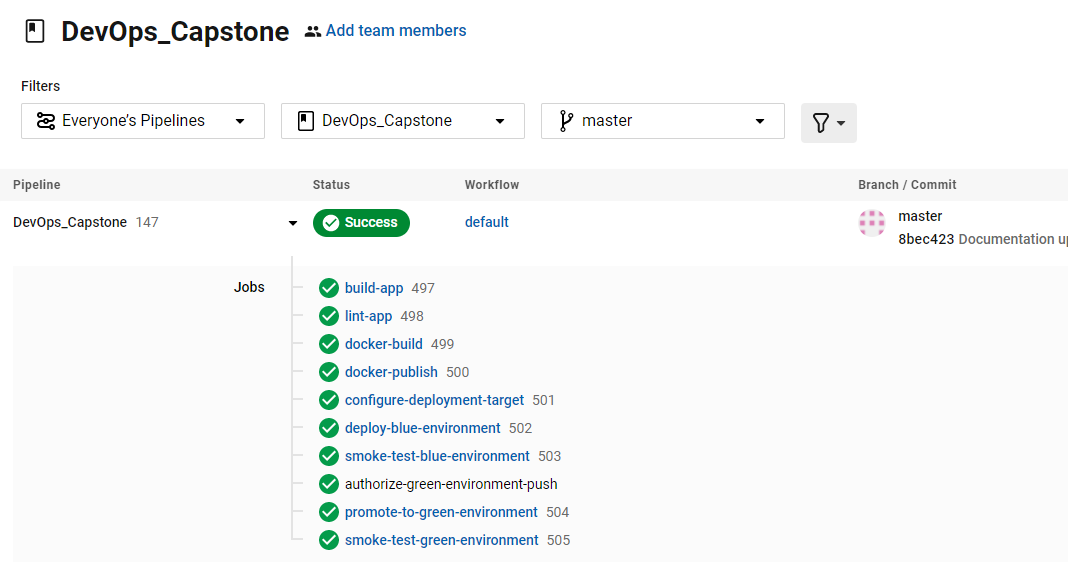 DevOps_Capstone Add team members
Filters
Everyone's Pipelines DevOps_Capstone master
Pipeline Status Workflow Branch / Commit
DevOps_Capstone 147 Success default master
8bec423 Documentation
Jobs build-app 497
lint-app 498
docker-build 499
docker-publish 500
configure-deployment-target 501
deploy-blue-environment 502
smoke-test-blue-environment 503
authorize-green-environment-push
promote-to-green-environment 504
smoke-test-green-environment 505